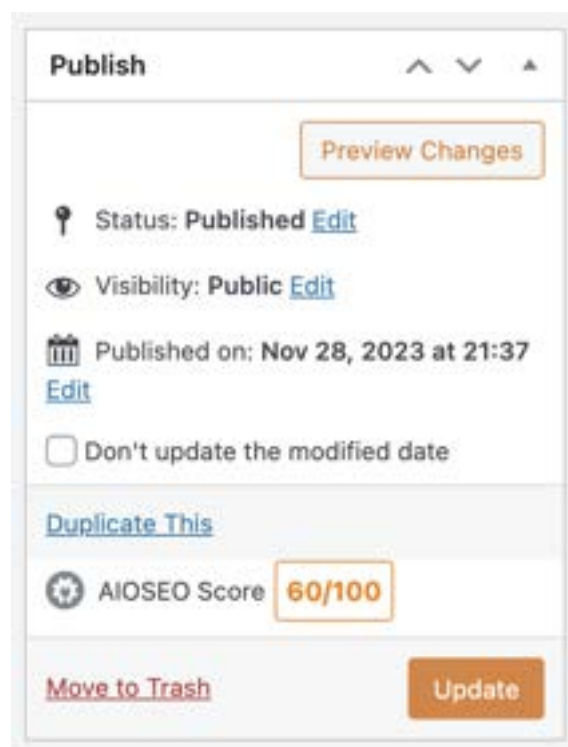 Publish
Preview Changes
Status: Published Edit
Visibility: Public Edit
Published on: Nov 28, 2023 at 21:37
Edit
Don't update the modified date
Duplicate This
AIOSEO Score 60/100
Move to Trash Update